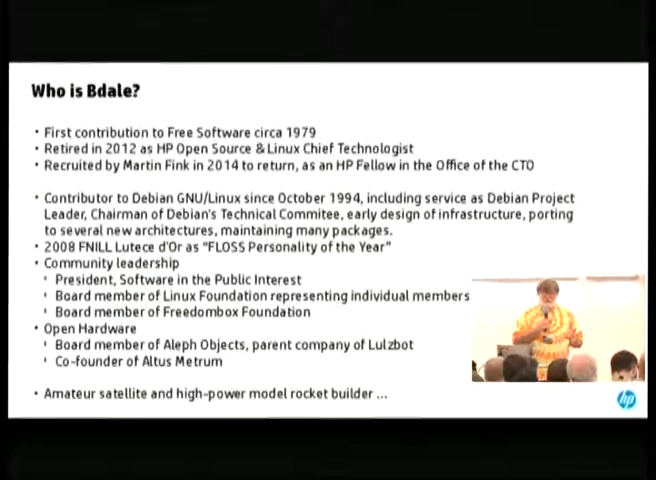 Who is Bdale?
• First contribution to Free Software circa 1979
• Retired in 2012 as HP Open Source & Linux Chief Technologist
• Recruited by Martin Fink in 2014 to return, as an HP Fellow in the Office of the CTO
• Contributor to Debian GNU/Linux since October 1994, including service as Debian Project
Leader, Chairman of Debian's Technical Commitee, early design of infrastructure, porting
to several new architectures, maintaining many packages.
• 2008 FNILL Lutece d'Or as "FLOSS Personality of the Year"
• Community leadership
• President, Software in the Public Interest
• Board member of Linux Foundation representing individual members
• Board member of Freedombox Foundation
• Open Hardware
• Board member of Aleph Objects, parent company of Lulzbot
• Co-founder of Altus Metrum
• Amateur satellite and high-power model rocket builder ...
hp